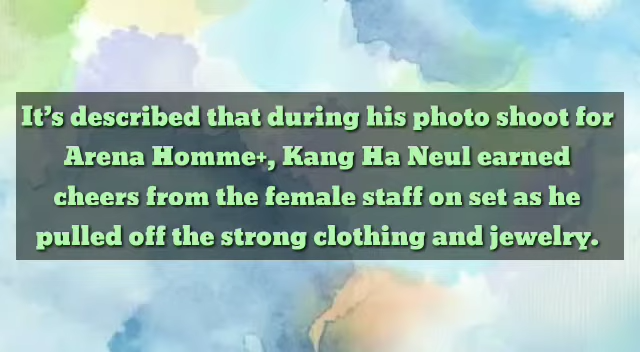 It’s described that during his photo shoot for
Arena Homme+, Kang Ha Neul earned
cheers from the female staff on set as he
pulled off the strong clothing and jewelry.